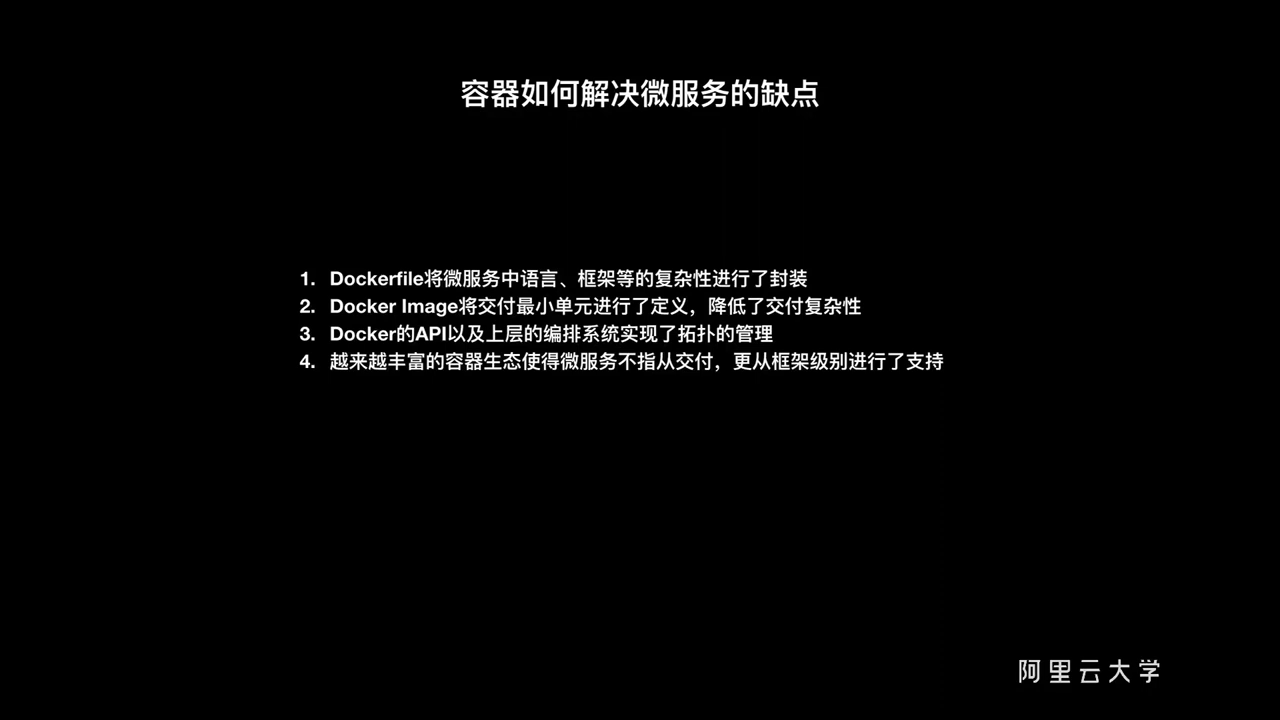 容器如何解决微服务的缺点
1. Dockerfile将微服务中语言、框架等的复杂性进行了封装
2. Docker Image将交付最小单元进行了定义，降低了交付复杂性
3. Docker的API以及上层的编排系统实现了拓扑的管理
4. 越来越丰富的容器生态使得微服务不指从交付，更从框架级别进行了支持
阿里云大学